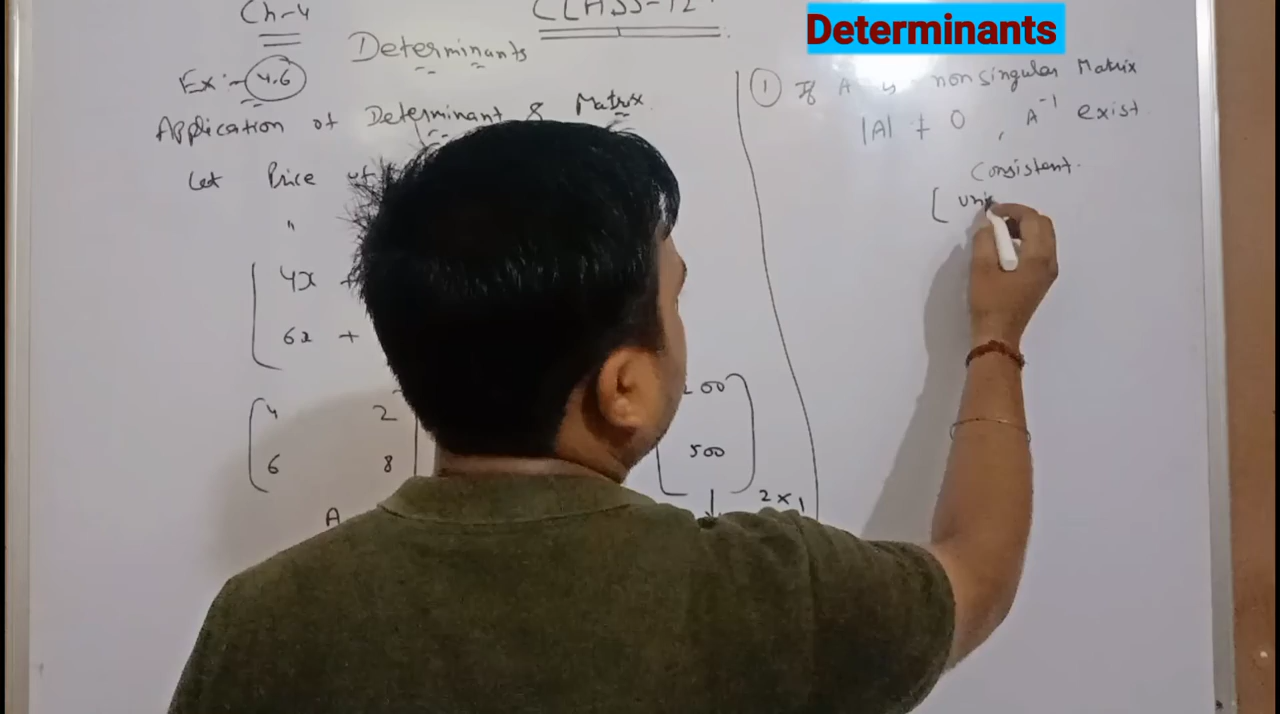 Ch-4
CLASS-12
Determinants
Determinants
Ex:- 4.6
Application of Determinant & Matrix
Let Price of
"
4x +
6x +
4 2
6 8
A
00
500
2×1
① If A is non singular Matrix
|A| ≠ 0 , A⁻¹ exist
Consistent.
[ uni